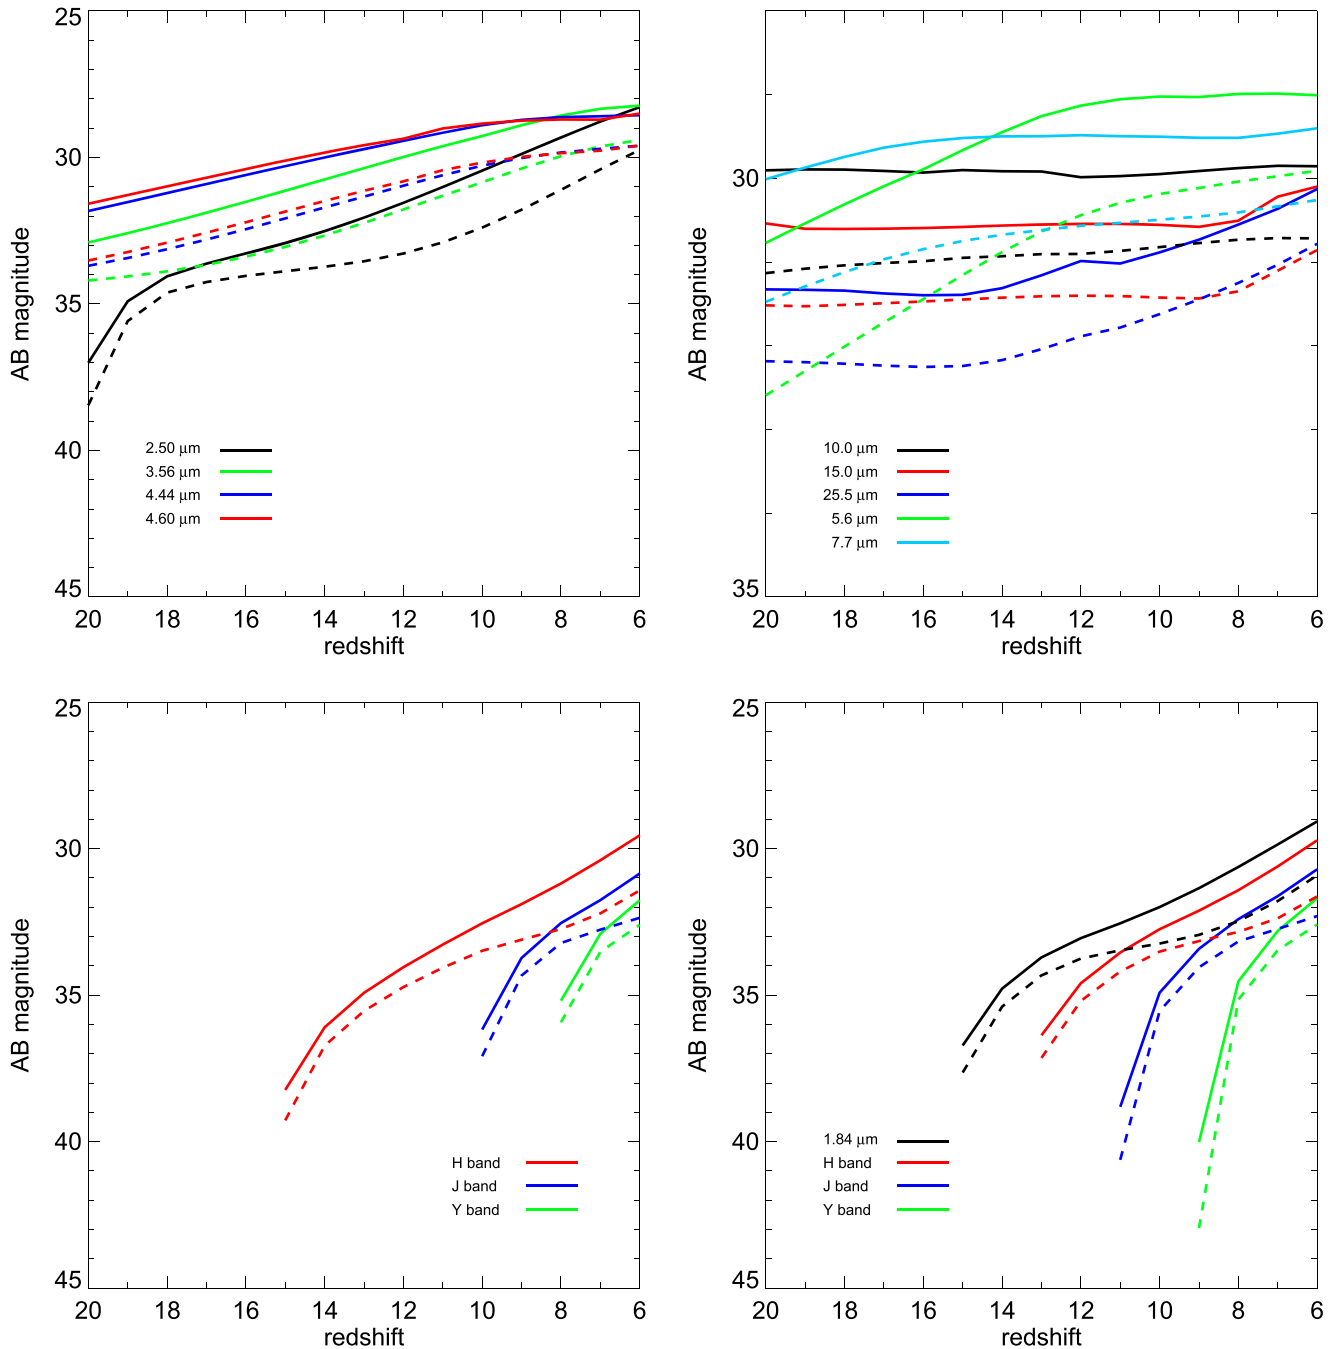 25
30
35
40
45
AB magnitude
2.50 μm
3.56 μm
4.44 μm
4.60 μm
20 18 16 14 12 10 8 6
redshift
30
35
AB magnitude
10.0 μm
15.0 μm
25.5 μm
5.6 μm
7.7 μm
20 18 16 14 12 10 8 6
redshift
25
30
35
40
45
AB magnitude
H band
J band
Y band
20 18 16 14 12 10 8 6
redshift
25
30
35
40
45
AB magnitude
1.84 μm
H band
J band
Y band
20 18 16 14 12 10 8 6
redshift